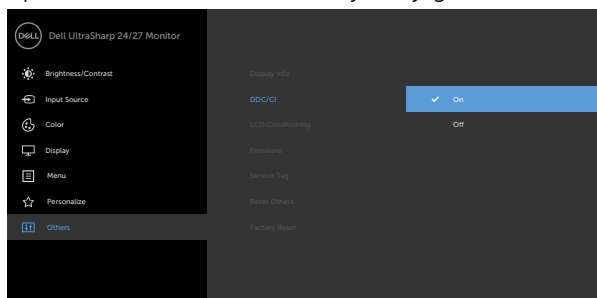 DELL
Dell UltraSharp 24/27 Monitor
Brightness/Contrast
Input Source
Color
Display
Menu
Personalize
Others
Display Info
DDC/CI
LCD Conditioning
Firmware
Service Tag
Reset Others
Factory Reset
On
Off